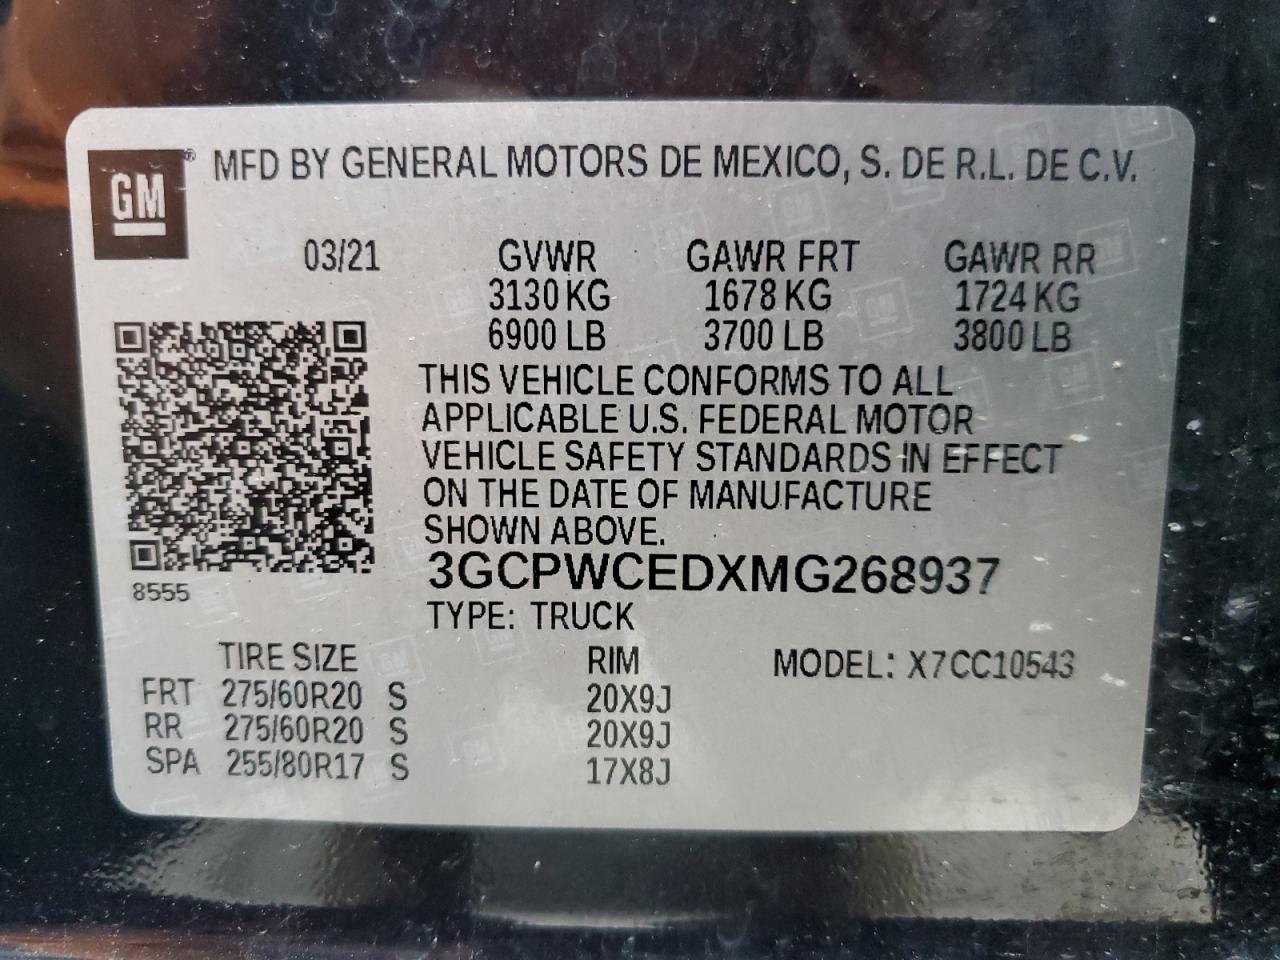 GM® MFD BY GENERAL MOTORS DE MEXICO, S. DE R.L. DE C.V.
03/21 GVWR GAWR FRT GAWR RR
3130 KG 1678 KG 1724 KG
6900 LB 3700 LB 3800 LB
THIS VEHICLE CONFORMS TO ALL
APPLICABLE U.S. FEDERAL MOTOR
VEHICLE SAFETY STANDARDS IN EFFECT
ON THE DATE OF MANUFACTURE
SHOWN ABOVE.
3GCPWCEDXMG268937
8555
TYPE: TRUCK
TIRE SIZE RIM MODEL: X7CC10543
FRT 275/60R20 S 20X9J
RR 275/60R20 S 20X9J
SPA 255/80R17 S 17X8J